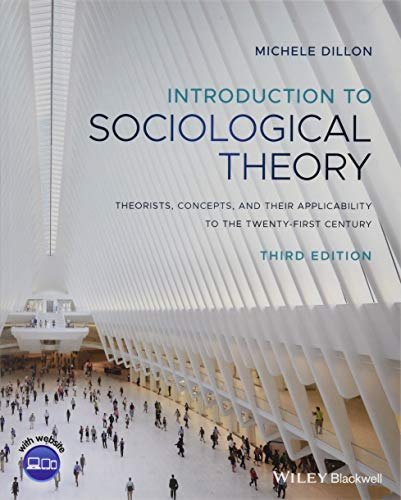 MICHELE DILLON
INTRODUCTION TO
SOCIOLOGICAL
THEORY
THEORISTS, CONCEPTS, AND THEIR APPLICABILITY
TO THE TWENTY-FIRST CENTURY
THIRD EDITION
with website
WILEY Blackwell